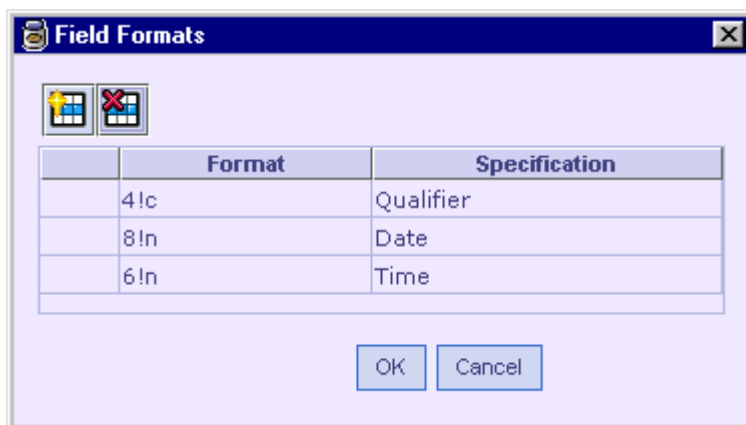 Field Formats
Format Specification
4!c Qualifier
8!n Date
6!n Time
OK Cancel